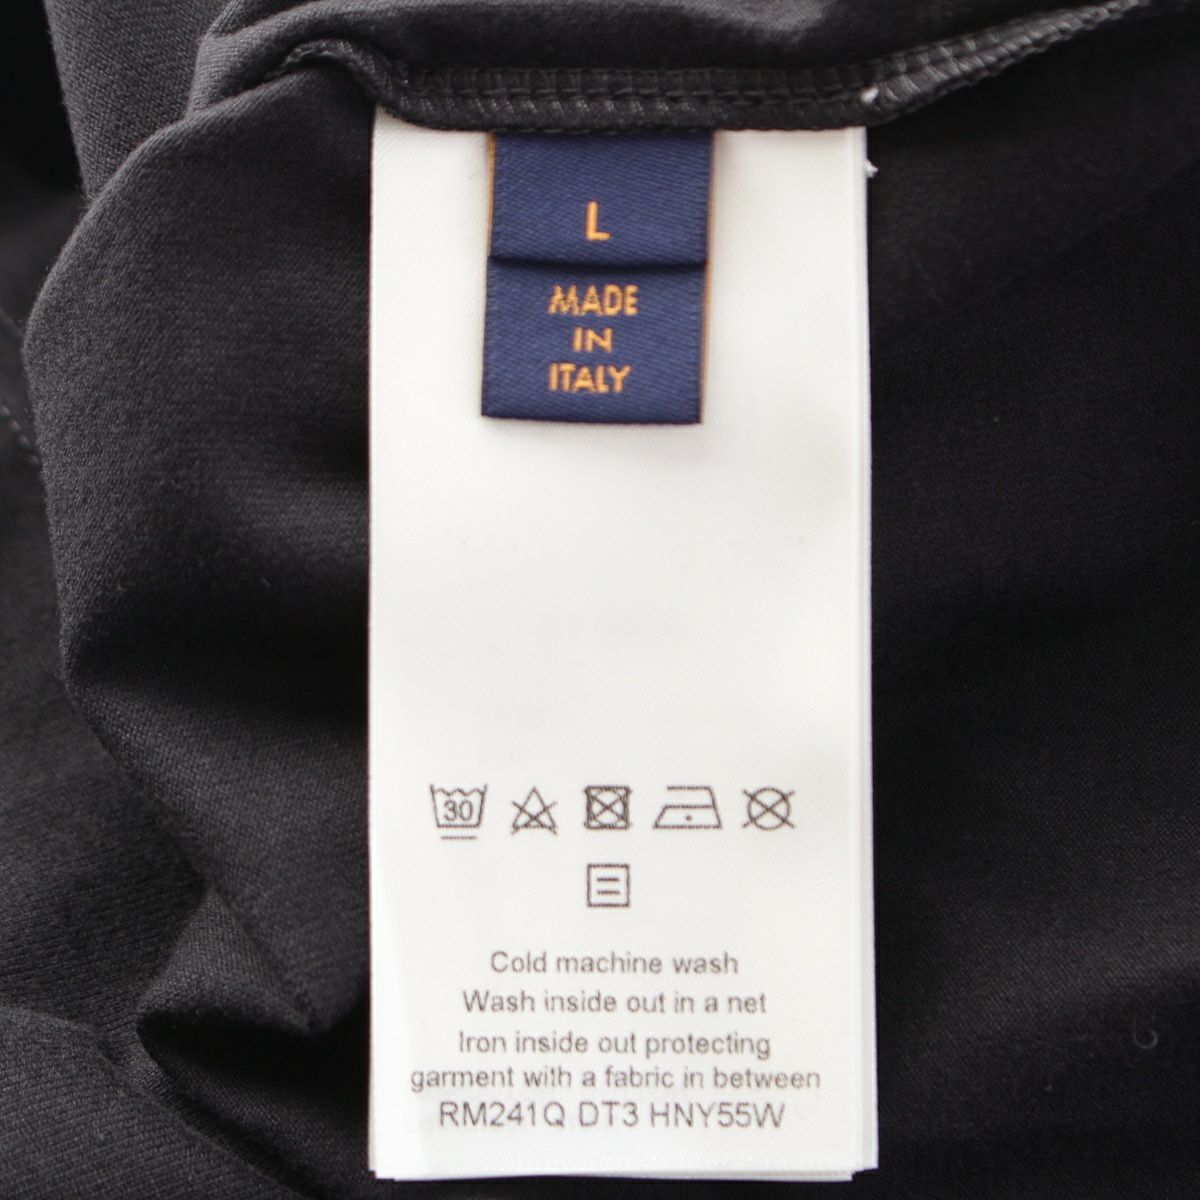 L
MADE
IN
ITALY
30
Cold machine wash
Wash inside out in a net
Iron inside out protecting
garment with a fabric in between
RM241Q DT3 HNY55W